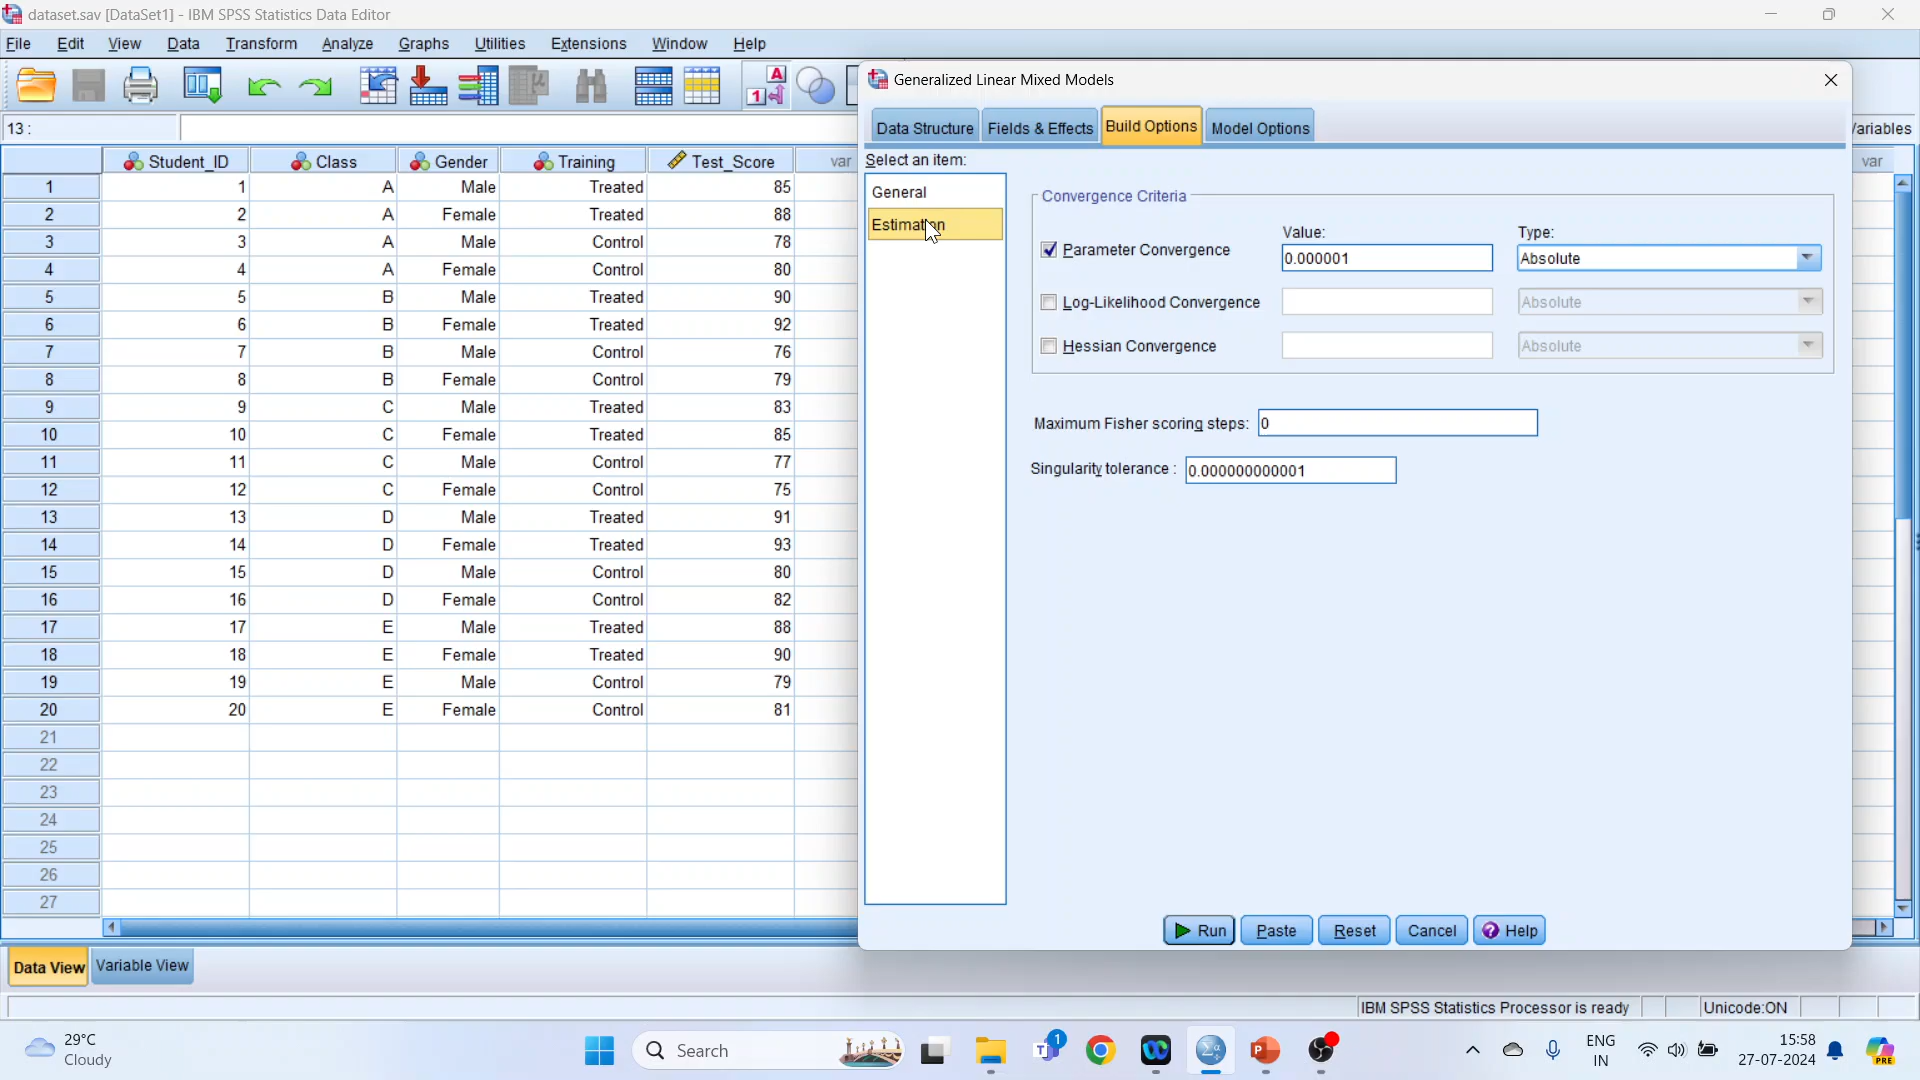 dataset.sav [DataSet1] - IBM SPSS Statistics Data Editor
File Edit View Data Transform Analyze Graphs Utilities Extensions Window Help
Generalized Linear Mixed Models
13 :
Variables
Data Structure Fields & Effects Build Options Model Options
Select an item:
General
Estimation
Convergence Criteria
Value: Type:
Parameter Convergence 0.000001 Absolute
Log-Likelihood Convergence Absolute
Hessian Convergence Absolute
Maximum Fisher scoring steps: 0
Singularity tolerance : 0.000000000001
Run Paste Reset Cancel Help
Student_ID Class Gender Training Test_Score var var
1 1 A Male Treated 85
2 2 A Female Treated 88
3 3 A Male Control 78
4 4 A Female Control 80
5 5 B Male Treated 90
6 6 B Female Treated 92
7 7 B Male Control 76
8 8 B Female Control 79
9 9 C Male Treated 83
10 10 C Female Treated 85
11 11 C Male Control 77
12 12 C Female Control 75
13 13 D Male Treated 91
14 14 D Female Treated 93
15 15 D Male Control 80
16 16 D Female Control 82
17 17 E Male Treated 88
18 18 E Female Treated 90
19 19 E Male Control 79
20 20 E Female Control 81
21
22
23
24
25
26
27
Data View Variable View
IBM SPSS Statistics Processor is ready Unicode:ON
29°C
Cloudy
Search
1
ENG
IN
15:58
27-07-2024
PRE